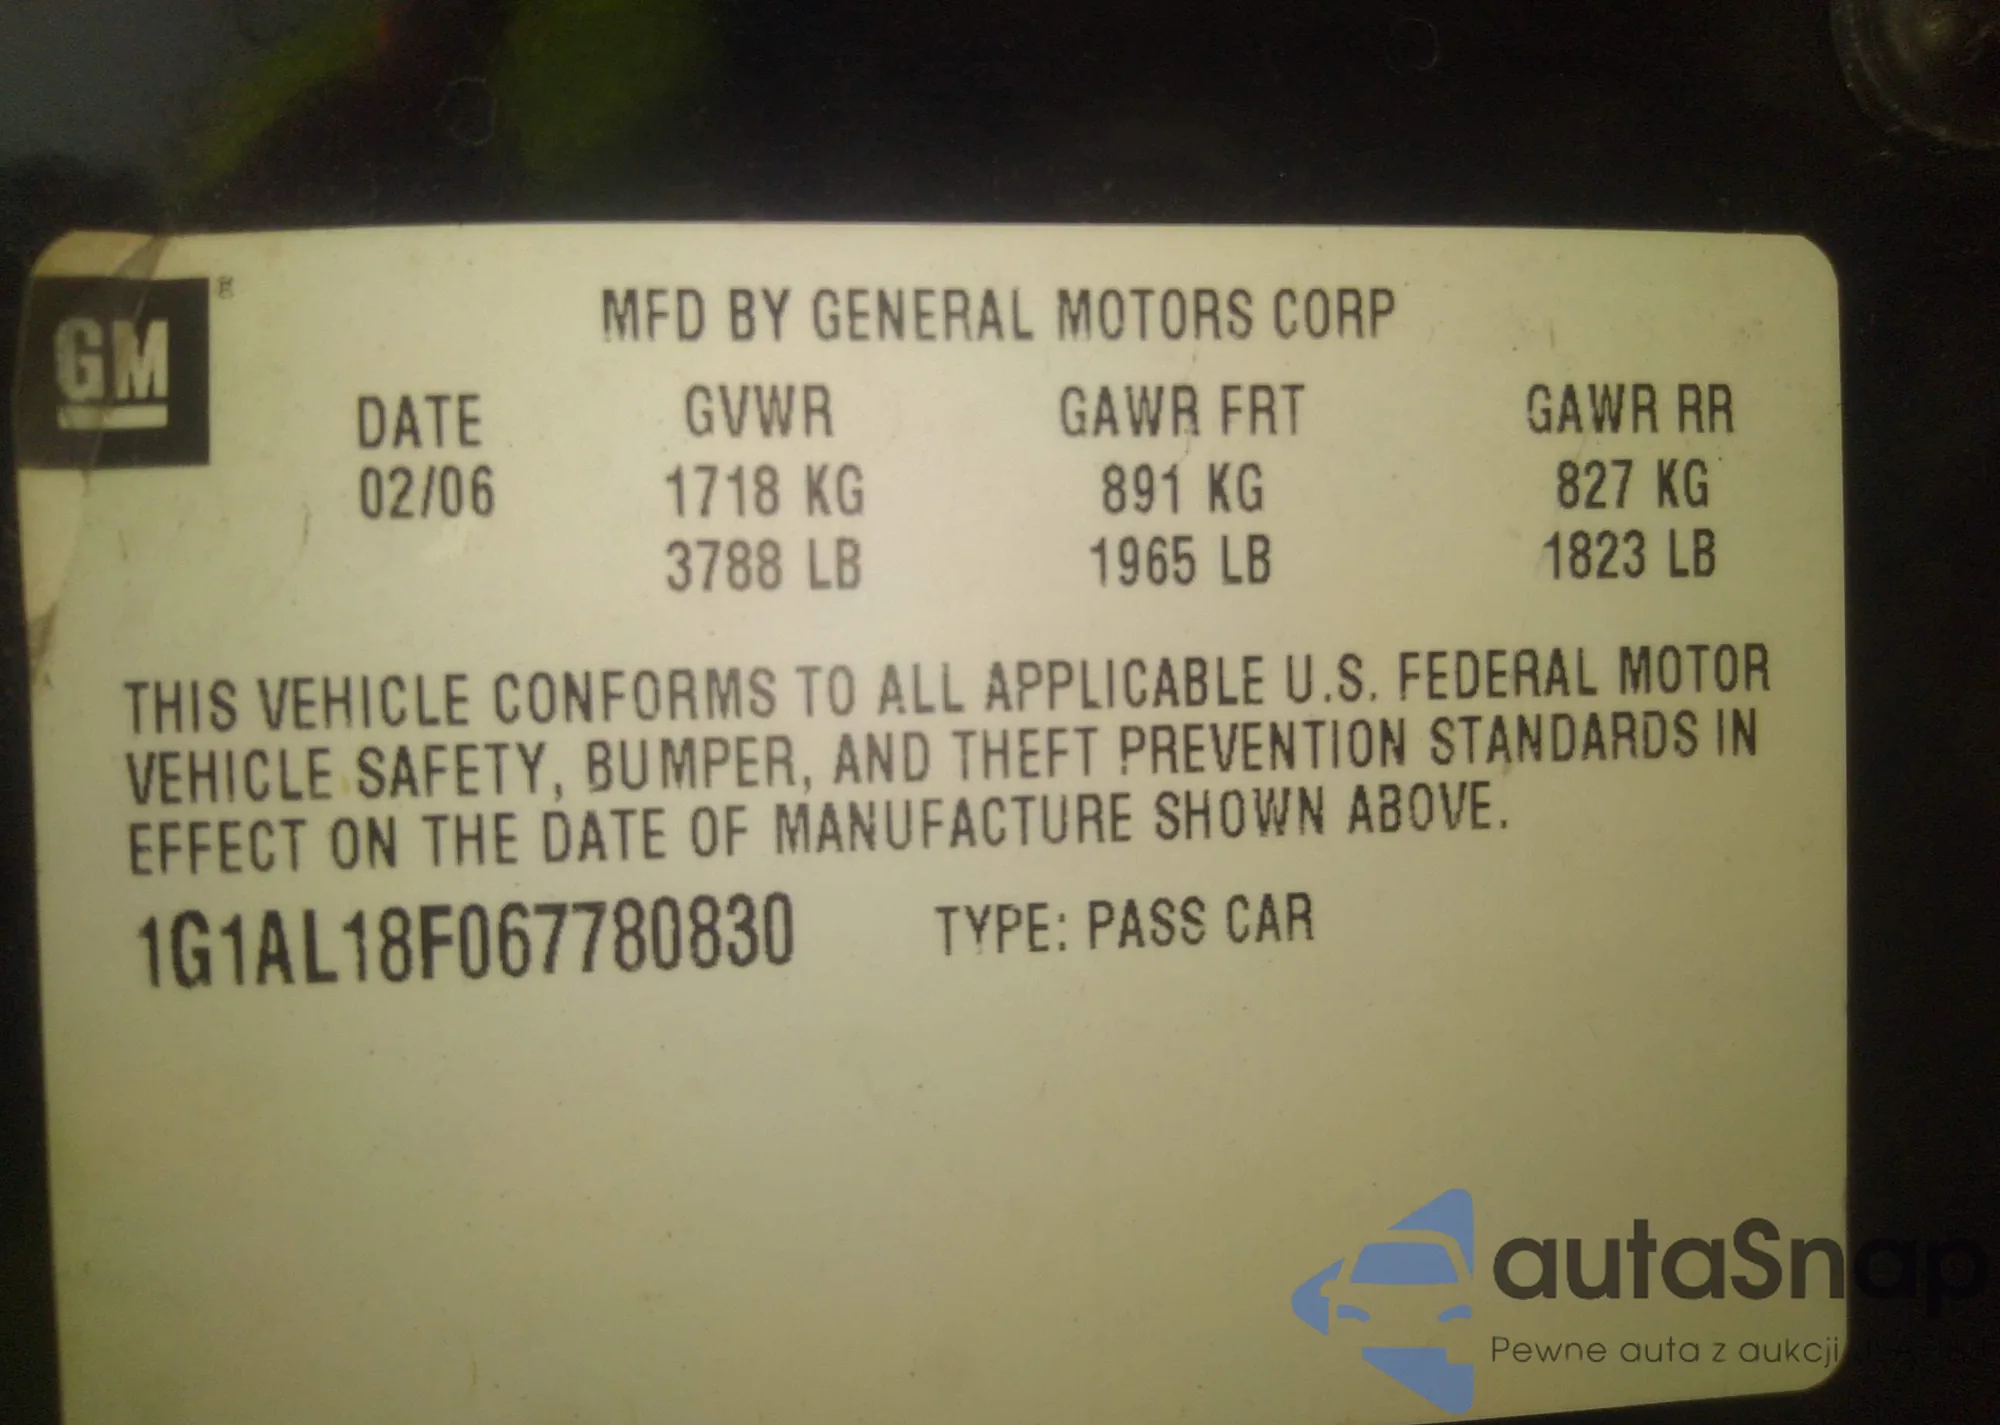 GM
MFD BY GENERAL MOTORS CORP
DATE GVWR GAWR FRT GAWR RR
02/06 1718 KG 891 KG 827 KG
3788 LB 1965 LB 1823 LB
THIS VEHICLE CONFORMS TO ALL APPLICABLE U.S. FEDERAL MOTOR
VEHICLE SAFETY, BUMPER, AND THEFT PREVENTION STANDARDS IN
EFFECT ON THE DATE OF MANUFACTURE SHOWN ABOVE.
1G1AL18F067780830 TYPE: PASS CAR
autaSnap
Pewne auta z aukcji